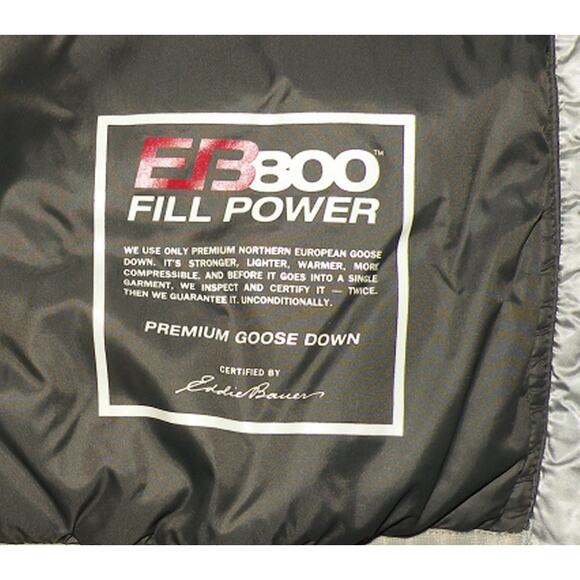 EB800™
FILL POWER
WE USE ONLY PREMIUM NORTHERN EUROPEAN GOOSE
DOWN. IT'S STRONGER, LIGHTER, WARMER, MORE
COMPRESSIBLE, AND BEFORE IT GOES INTO A SINGLE
GARMENT, WE INSPECT AND CERTIFY IT — TWICE.
THEN WE GUARANTEE IT. UNCONDITIONALLY.
PREMIUM GOOSE DOWN
CERTIFIED BY
Eddie Bauer